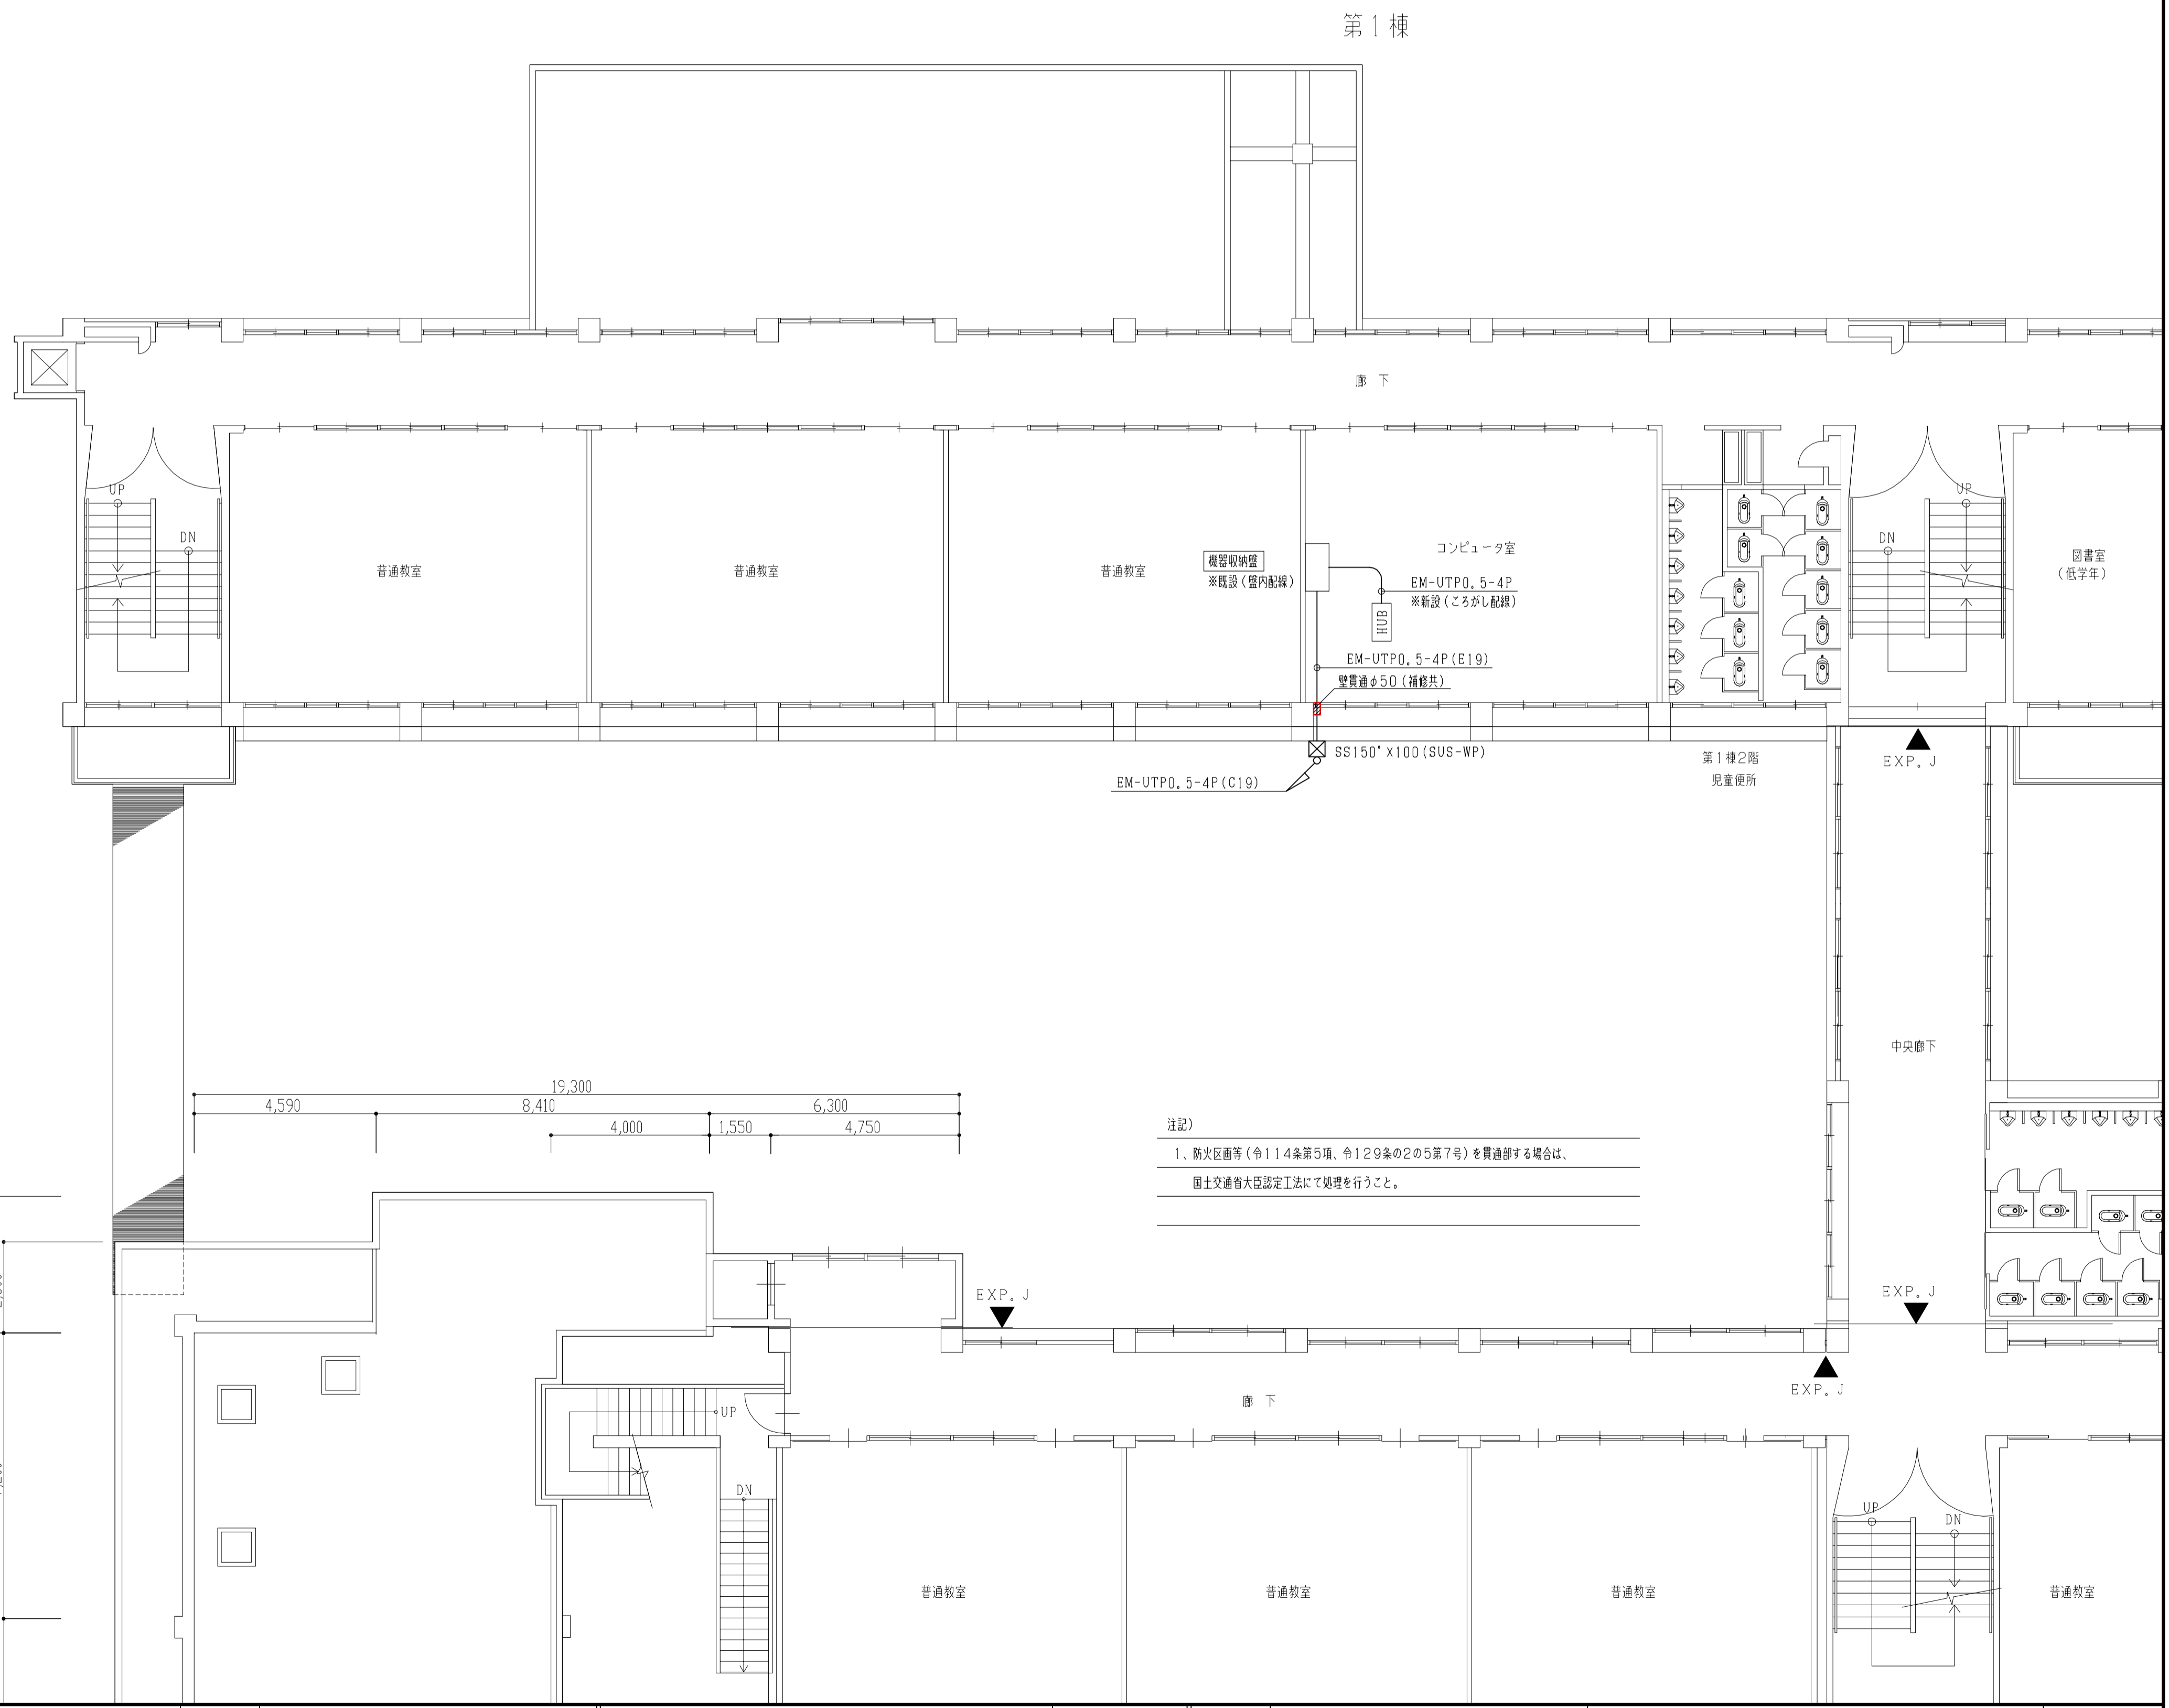 第１棟
廊 下
UP
DN
普通教室
普通教室
普通教室
機器収納盤
※既設（盤内配線）
コンピュータ室
EM-UTP0.5-4P
※新設（ころがし配線）
HUB
EM-UTP0.5-4P(E19)
壁貫通φ50（補修共）
SS150°x100(SUS-WP)
EM-UTP0.5-4P(C19)
UP
DN
図書室
（低学年）
第１棟2階
児童便所
EXP.J
中央廊下
19,300
4,590
8,410
6,300
4,000
1,550
4,750
注記）
１、防火区画等（令１１４条第５項、令１２９条の２の５第７号）を貫通部する場合は、
国土交通省大臣認定工法にて処理を行うこと。
EXP.J
EXP.J
EXP.J
廊 下
UP
DN
UP
DN
普通教室
普通教室
普通教室
普通教室